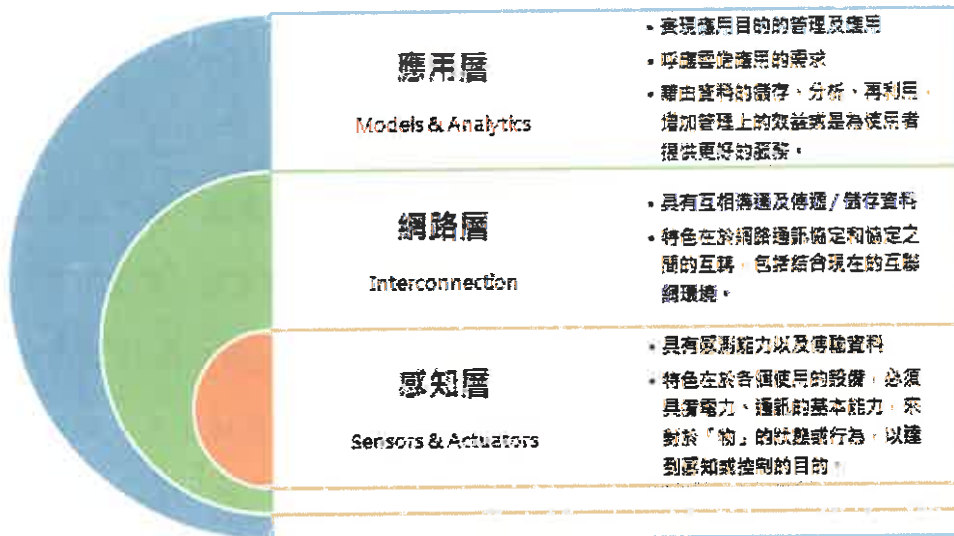 應用層
Models & Analytics
• 實現應用目的的管理及應用
• 呼應智能應用的需求
• 藉由資料的儲存、分析、再利用,
增加管理上的效益或是為使用者
提供更好的服務。
網路層
Interconnection
• 具有互相溝通及傳遞/儲存資料
• 特色在於網路通訊協定和協定之
間的互轉,包括結合現在的互聯
網環境。
感知層
Sensors & Actuators
• 具有感測能力以及傳輸資料
• 特色在於各種使用的設備,必須
具備電力、通訊的基本能力,來
對於「物」的狀態或行為,以達
到感知或控制的目的。